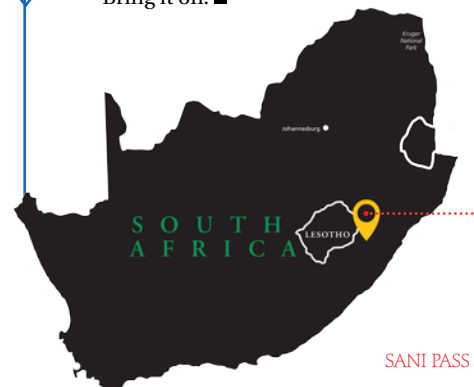 Bring it on.
Kruger
National
Park
Johannesburg
SOUTH
AFRICA
LESOTHO
SANI PASS